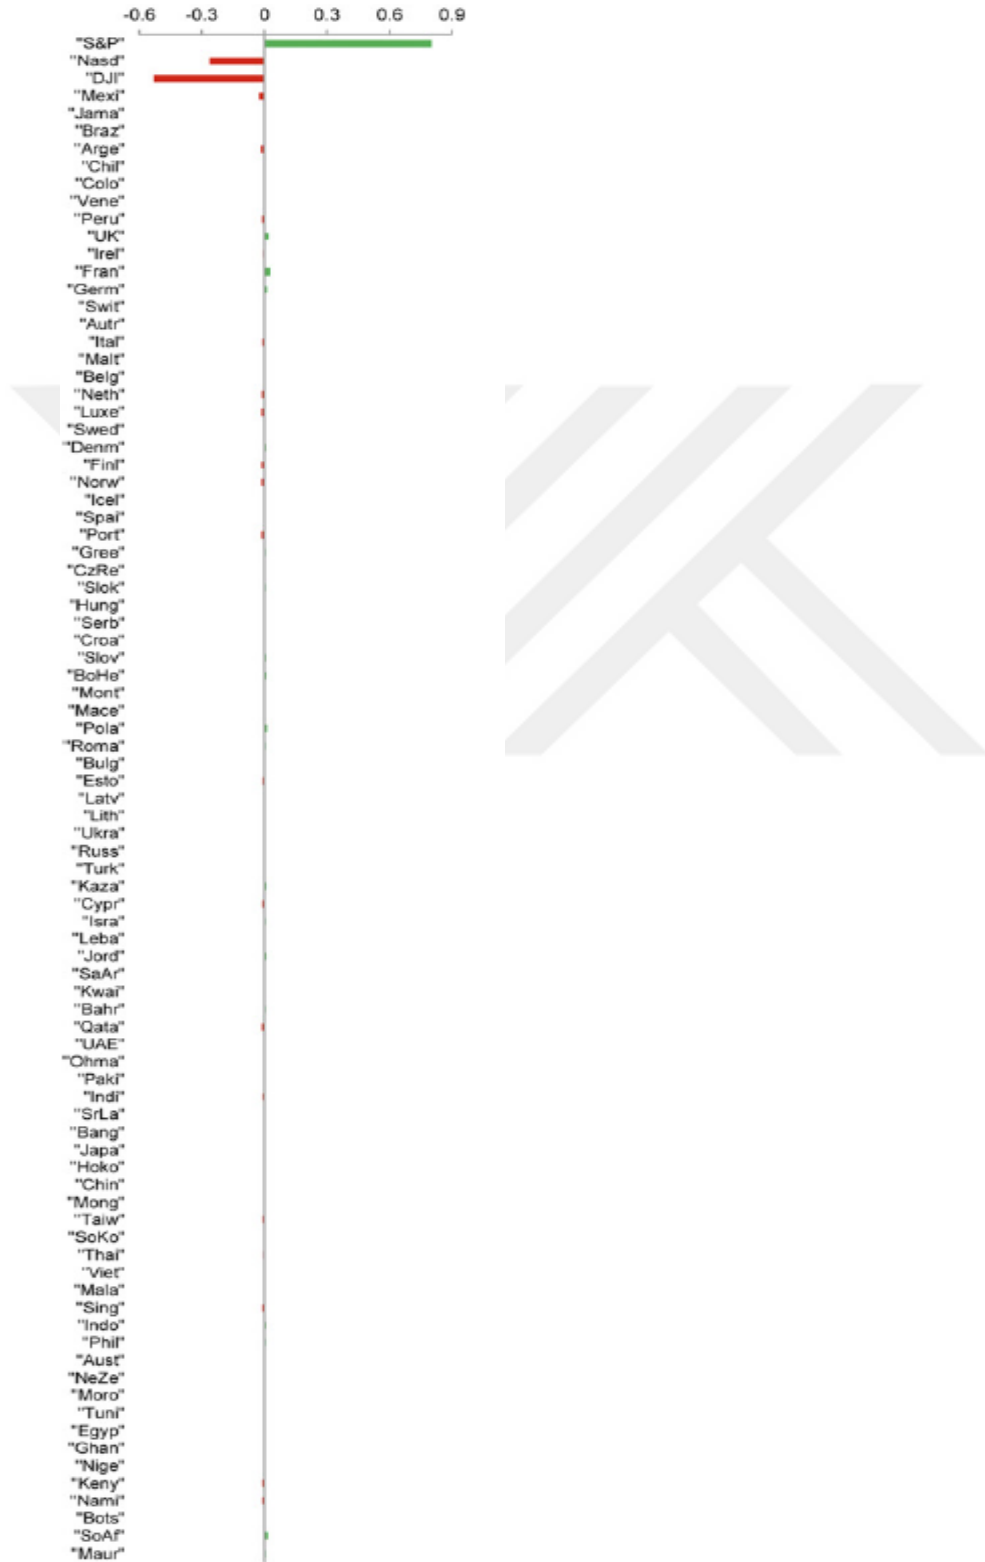 -0.6 -0.3 0 0.3 0.6 0.9
"S&P"
"Nasd"
"DJI"
"Mexi"
"Jama"
"Braz"
"Arge"
"Chil"
"Colo"
"Vene"
"Peru"
"UK"
"Irel"
"Fran"
"Germ"
"Swit"
"Autr"
"Ital"
"Malt"
"Belg"
"Neth"
"Luxe"
"Swed"
"Denm"
"Finl"
"Norw"
"Icel"
"Spai"
"Port"
"Gree"
"CzRe"
"Slok"
"Hung"
"Serb"
"Croa"
"Slov"
"BoHe"
"Mont"
"Mace"
"Pola"
"Roma"
"Bulg"
"Esto"
"Latv"
"Lith"
"Ukra"
"Russ"
"Turk"
"Kaza"
"Cypr"
"Isra"
"Leba"
"Jord"
"SaAr"
"Kwai"
"Bahr"
"Qata"
"UAE"
"Ohma"
"Paki"
"Indi"
"SrLa"
"Bang"
"Japa"
"Hoko"
"Chin"
"Mong"
"Taiw"
"SoKo"
"Thai"
"Viet"
"Mala"
"Sing"
"Indo"
"Phil"
"Aust"
"NeZe"
"Moro"
"Tuni"
"Egyp"
"Ghan"
"Nige"
"Keny"
"Nami"
"Bots"
"SoAf"
"Maur"